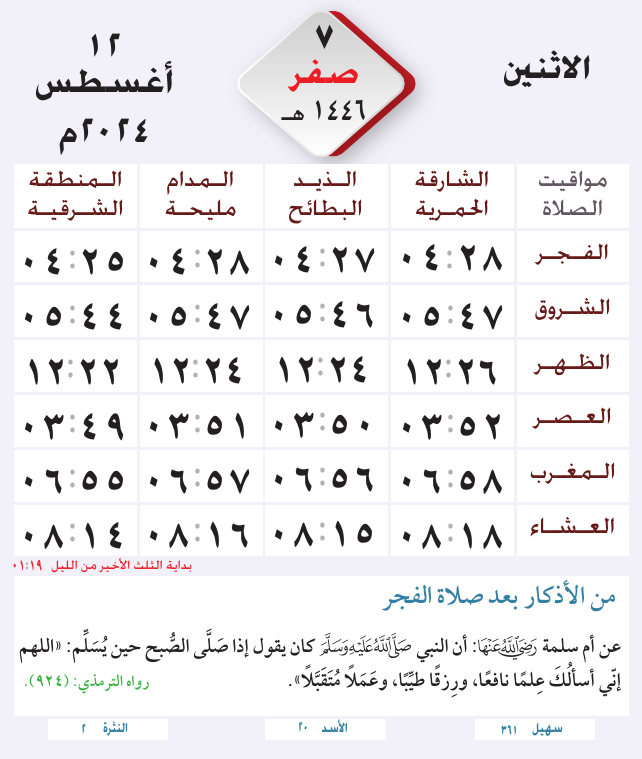 الاثنين
٧
صفر
١٤٤٦ هـ
١٢
أغسطس
٢٠٢٤م
مواقيت الصلاة | الشارقة الحمرية | الذيد البطائح | المدام مليحة | المنطقة الشرقية
الفجر ٠٤:٢٨ ٠٤:٢٧ ٠٤:٢٨ ٠٤:٢٥
الشروق ٠٥:٤٧ ٠٥:٤٦ ٠٥:٤٧ ٠٥:٤٤
الظهر ١٢:٢٦ ١٢:٢٤ ١٢:٢٤ ١٢:٢٢
العصر ٠٣:٥٢ ٠٣:٥٠ ٠٣:٥١ ٠٣:٤٩
المغرب ٠٦:٥٨ ٠٦:٥٦ ٠٦:٥٧ ٠٦:٥٥
العشاء ٠٨:١٨ ٠٨:١٥ ٠٨:١٦ ٠٨:١٤
بداية الثلث الأخير من الليل ٠١:١٩
من الأذكار بعد صلاة الفجر
عن أم سلمة رَضِيَ اللَّهُ عَنْهَا: أن النبي صَلَّى اللَّهُ عَلَيْهِ وَسَلَّمَ كان يقول إذا صَلَّى الصُّبح حين يُسَلِّم: «اللهم
إنّي أسألُكَ عِلمًا نافعًا، ورِزقًا طيِّبًا، وعَمَلًا مُتَقَبَّلًا». رواه الترمذي: (٩٢٤).
سهيل ٣٦١
الأسد ٢٠
النثرة ٢